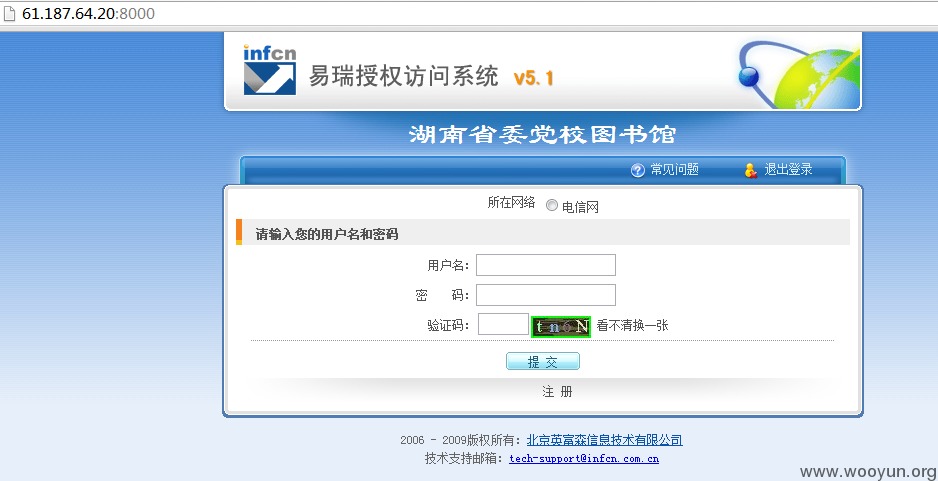 61.187.64.20:8000
infcn
易瑞授权访问系统 v5.1
湖南省委党校图书馆
常见问题 退出登录
所在网络 电信网
请输入您的用户名和密码
用户名：
密 码：
验证码： tn6N 看不清换一张
提 交
注 册
2006 - 2009版权所有：北京英富森信息技术有限公司
技术支持邮箱：tech-support@infcn.com.cn
www.wooyun.org